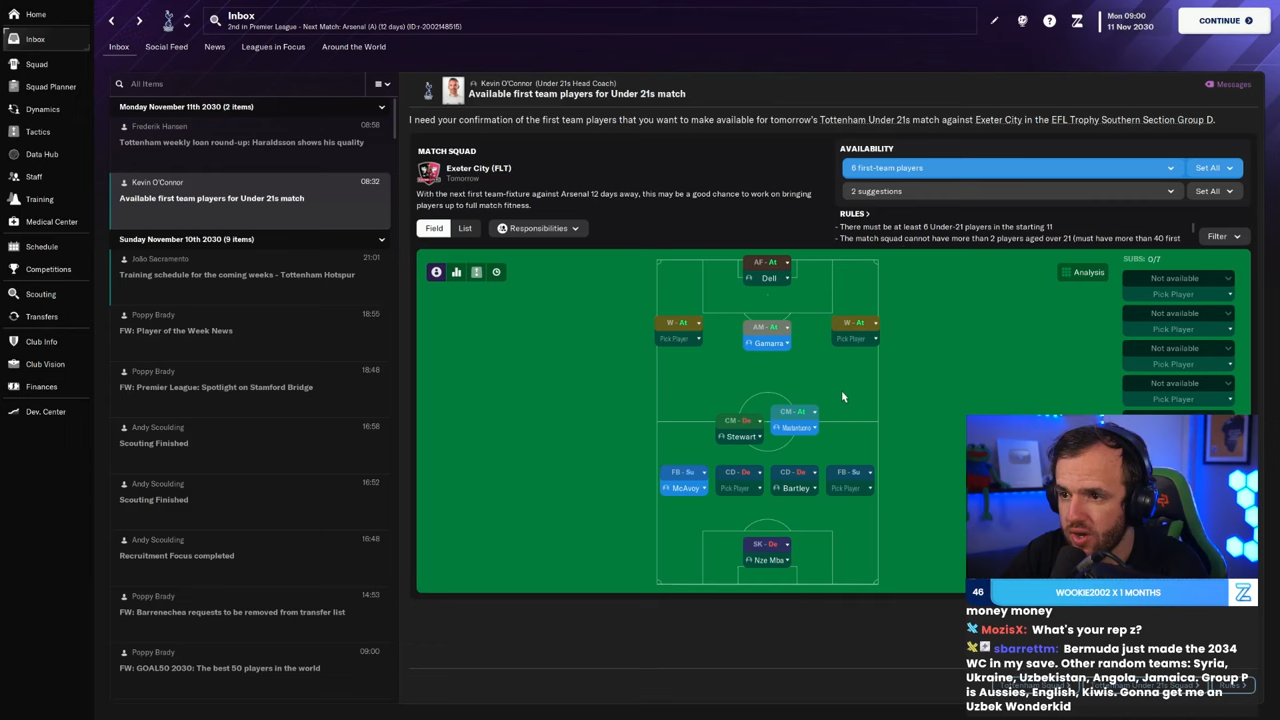 Home
Inbox
Squad
Squad Planner
Dynamics
Tactics
Data Hub
Staff
Training
Medical Center
Schedule
Competitions
Scouting
Transfers
Club Info
Club Vision
Finances
Dev. Center
Inbox
2nd in Premier League - Next Match: Arsenal (A) (12 days) (ID:r-2002148515)
Mon 09:00
11 Nov 2030
CONTINUE
Inbox
Social Feed
News
Leagues in Focus
Around the World
All Items
Monday November 11th 2030 (2 items)
Frederik Hansen
08:58
Tottenham weekly loan round-up: Haraldsson shows his quality
Kevin O'Connor
08:32
Available first team players for Under 21s match
Sunday November 10th 2030 (9 items)
João Sacramento
21:01
Training schedule for the coming weeks - Tottenham Hotspur
Poppy Brady
18:55
FW: Player of the Week News
Poppy Brady
18:48
FW: Premier League: Spotlight on Stamford Bridge
Andy Scoulding
16:58
Scouting Finished
Andy Scoulding
16:52
Scouting Finished
Andy Scoulding
16:48
Recruitment Focus completed
Poppy Brady
14:53
FW: Barrenechea requests to be removed from transfer list
Poppy Brady
09:00
FW: GOAL50 2030: The best 50 players in the world
Kevin O'Connor (Under 21s Head Coach)
Available first team players for Under 21s match
Messages
I need your confirmation of the first team players that you want to make available for tomorrow's Tottenham Under 21s match against Exeter City in the EFL Trophy Southern Section Group D.
MATCH SQUAD
Exeter City (FLT)
Tomorrow
With the next first team-fixture against Arsenal 12 days away, this may be a good chance to work on bringing
players up to full match fitness.
AVAILABILITY
6 first-team players
Set All
2 suggestions
Set All
RULES
- There must be at least 6 Under-21 players in the starting 11
- The match squad cannot have more than 2 players aged over 21 (must have more than 40 first
Field
List
Responsibilities
Filter
Analysis
SUBS: 0/7
Not available
Pick Player
Not available
Pick Player
Not available
Pick Player
Not available
Pick Player
AF - At
Dell
W - At
Pick Player
AM - At
Gamarra
W - At
Pick Player
CM - De
Stewart
CM - At
FB - Su
McAvoy
CD - De
Pick Player
CD - De
Bartley
FB - Su
Pick Player
SK - De
Nze Mba
46
WOOKIE2002 X 1 MONTHS
money money
MozisX: What's your rep z?
sbarrettm: Bermuda just made the 2034
WC in my save. Other random teams: Syria,
Ukraine, Uzbekistan, Angola, Jamaica. Group P
is Aussies, English, Kiwis. Gonna get me an
Uzbek Wonderkid
Tottenham Squad
Tottenham Under 21s Squad
Rules